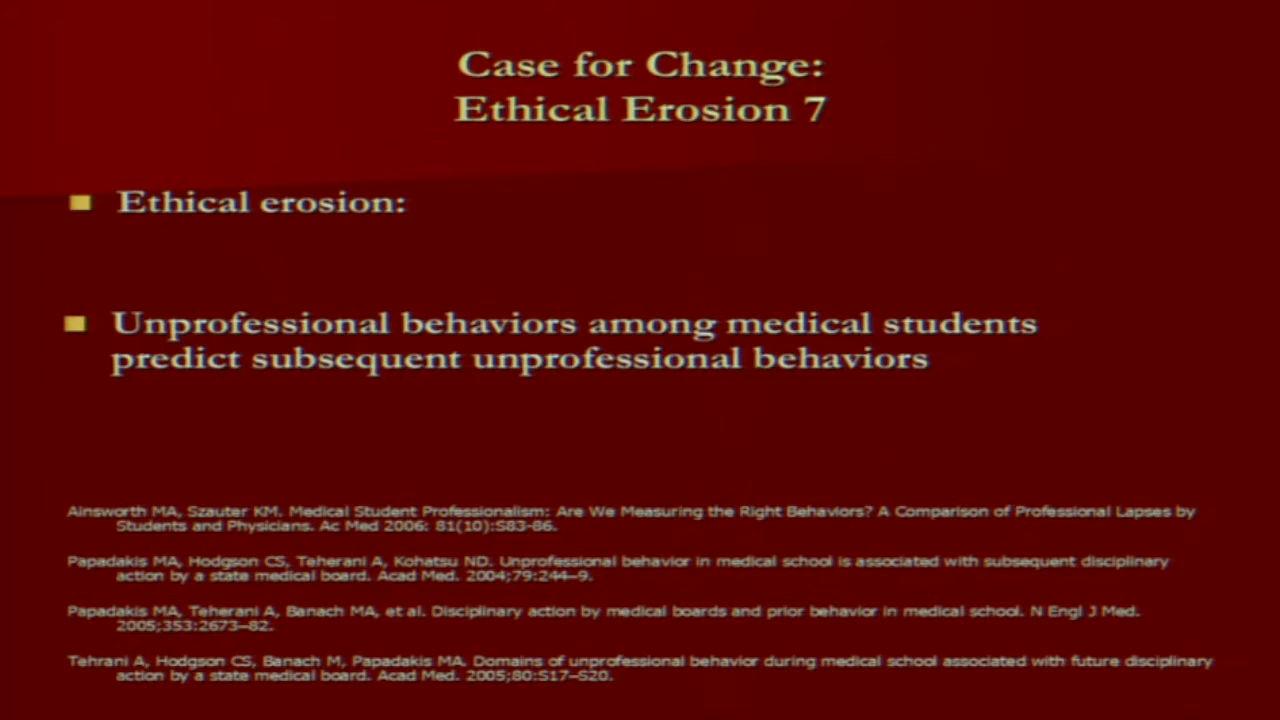 Case for Change:
Ethical Erosion 7
Ethical erosion:
Unprofessional behaviors among medical students
predict subsequent unprofessional behaviors
Ainsworth MA, Szauter KM. Medical Student Professionalism: Are We Measuring the Right Behaviors? A Comparison of Professional Lapses by
Students and Physicians. Ac Med 2006: 81(10):S83-86.
Papadakis MA, Hodgson CS, Teherani A, Kohatsu ND. Unprofessional behavior in medical school is associated with subsequent disciplinary
action by a state medical board. Acad Med. 2004;79:244–9.
Papadakis MA, Teherani A, Banach MA, et al. Disciplinary action by medical boards and prior behavior in medical school. N Engl J Med.
2005;353:2673–82.
Tehrani A, Hodgson CS, Banach M, Papadakis MA. Domains of unprofessional behavior during medical school associated with future disciplinary
action by a state medical board. Acad Med. 2005;80:S17–S20.